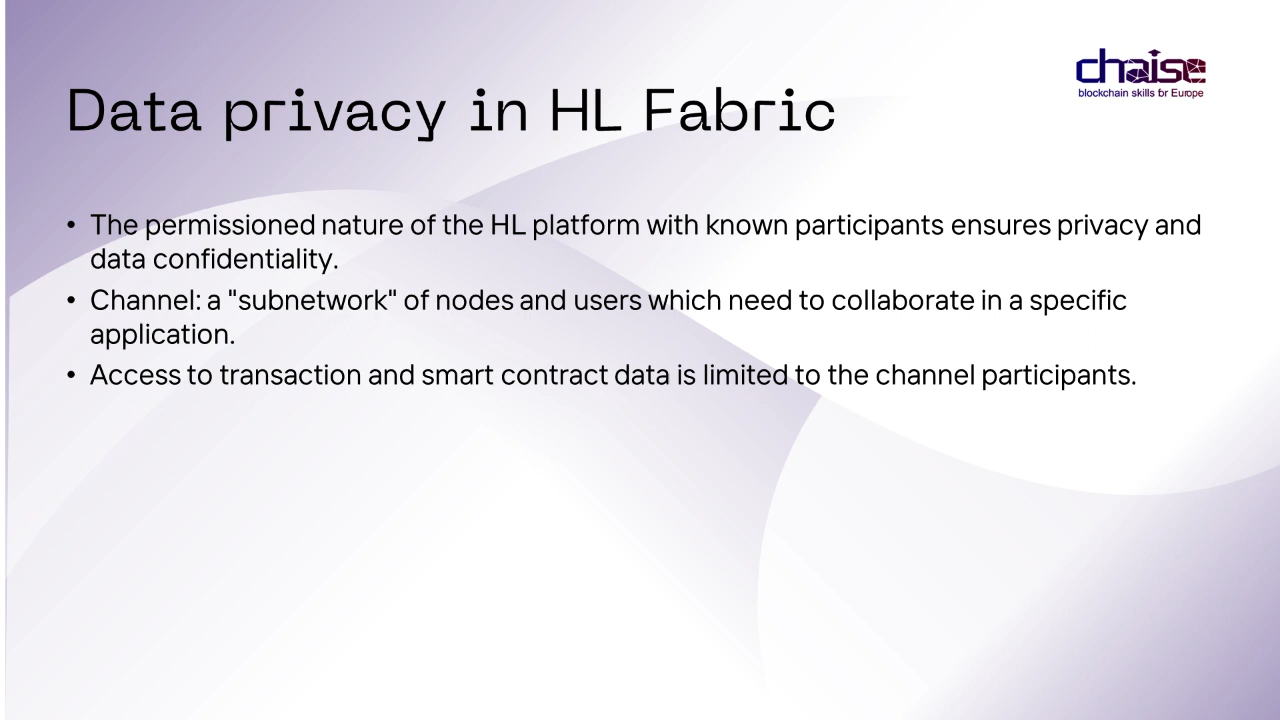 chaise
blockchain skills for Europe
Data privacy in HL Fabric
• The permissioned nature of the HL platform with known participants ensures privacy and
data confidentiality.
• Channel: a "subnetwork" of nodes and users which need to collaborate in a specific
application.
• Access to transaction and smart contract data is limited to the channel participants.